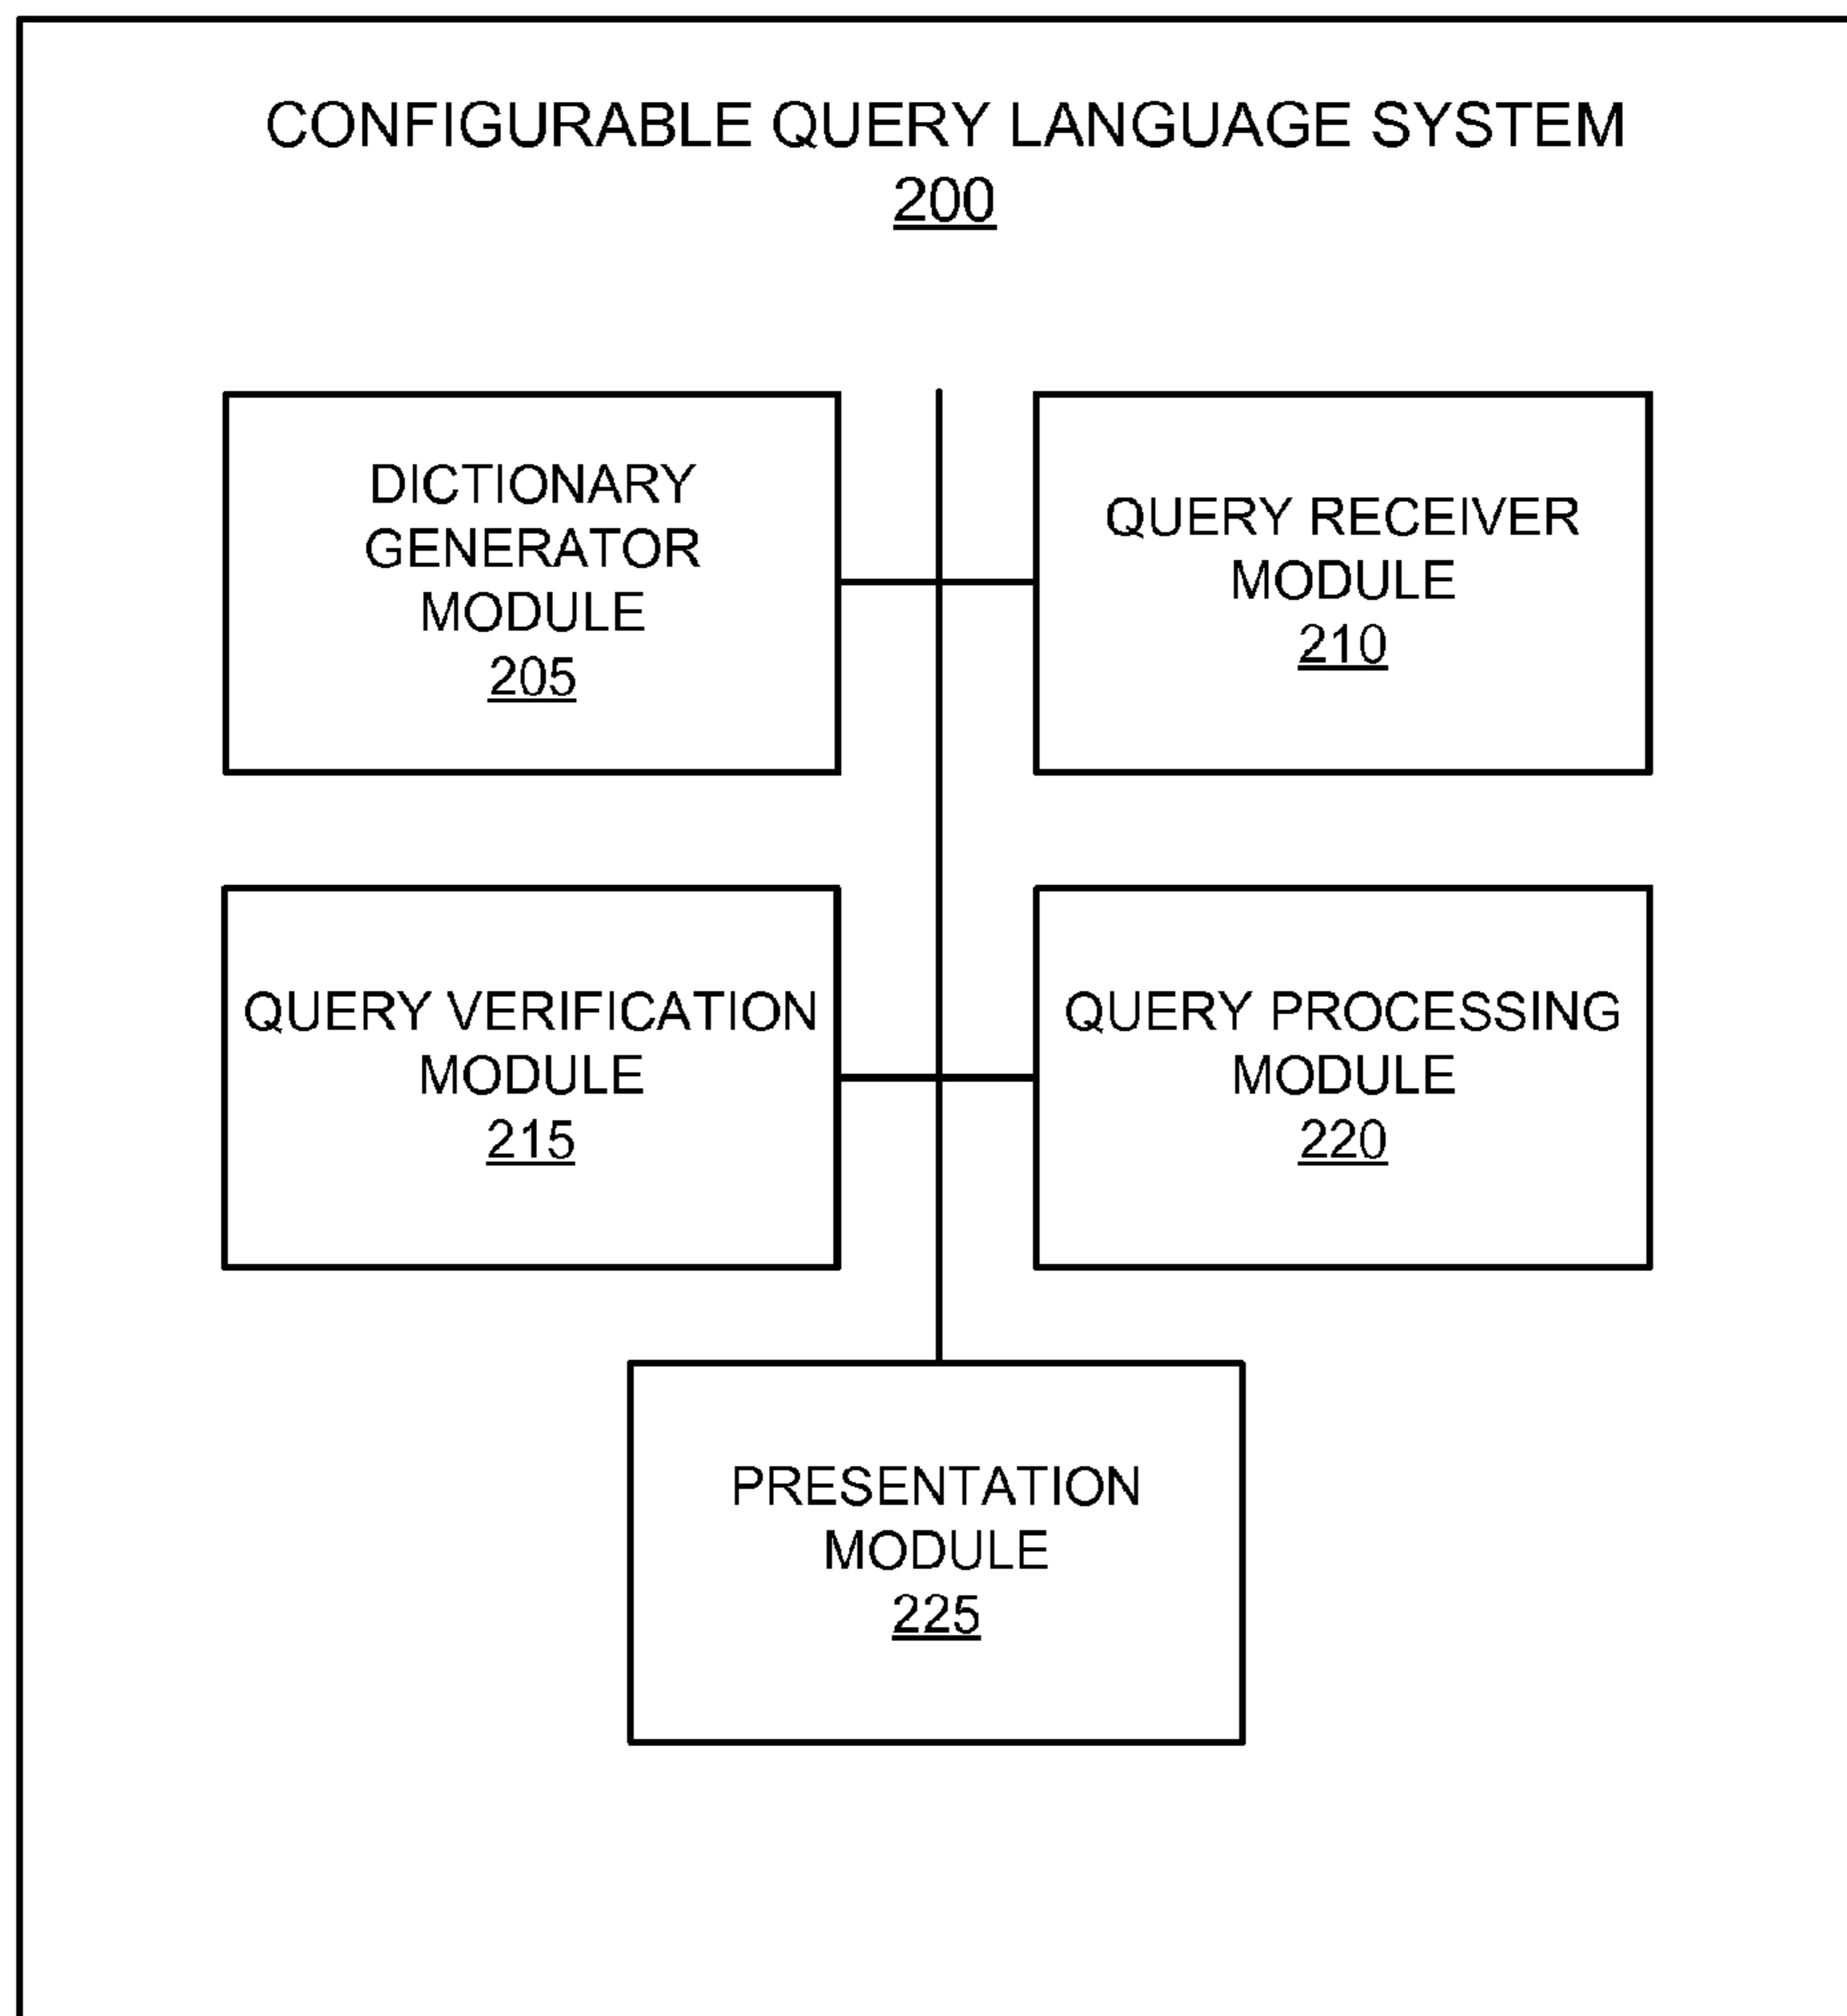 CONFIGURABLE QUERY LANGUAGE SYSTEM
200
DICTIONARY
GENERATOR
MODULE
205
QUERY RECEIVER
MODULE
210
QUERY VERIFICATION
MODULE
215
QUERY PROCESSING
MODULE
220
PRESENTATION
MODULE
225